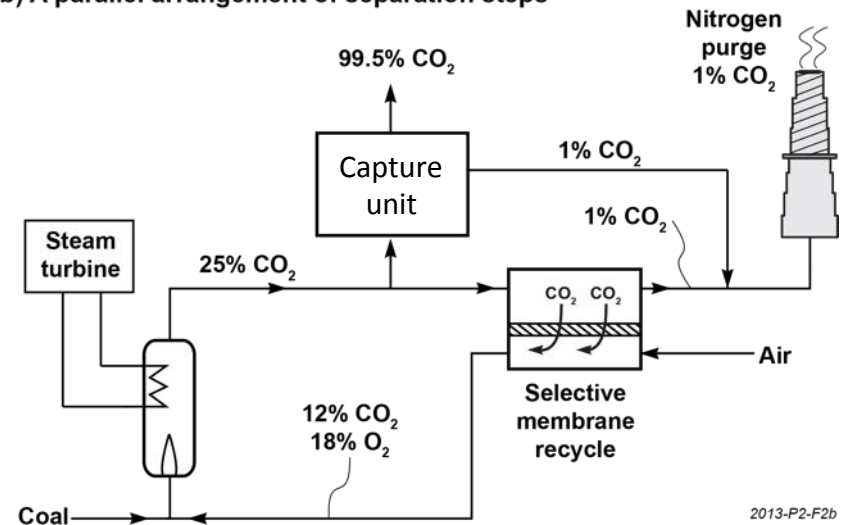 b) A parallel arrangement of separation steps
Nitrogen
purge
1% CO₂
99.5% CO₂
Capture
unit
1% CO₂
1% CO₂
Steam
turbine
25% CO₂
CO₂ CO₂
Air
Selective
membrane
recycle
12% CO₂
18% O₂
Coal
2013-P2-F2b